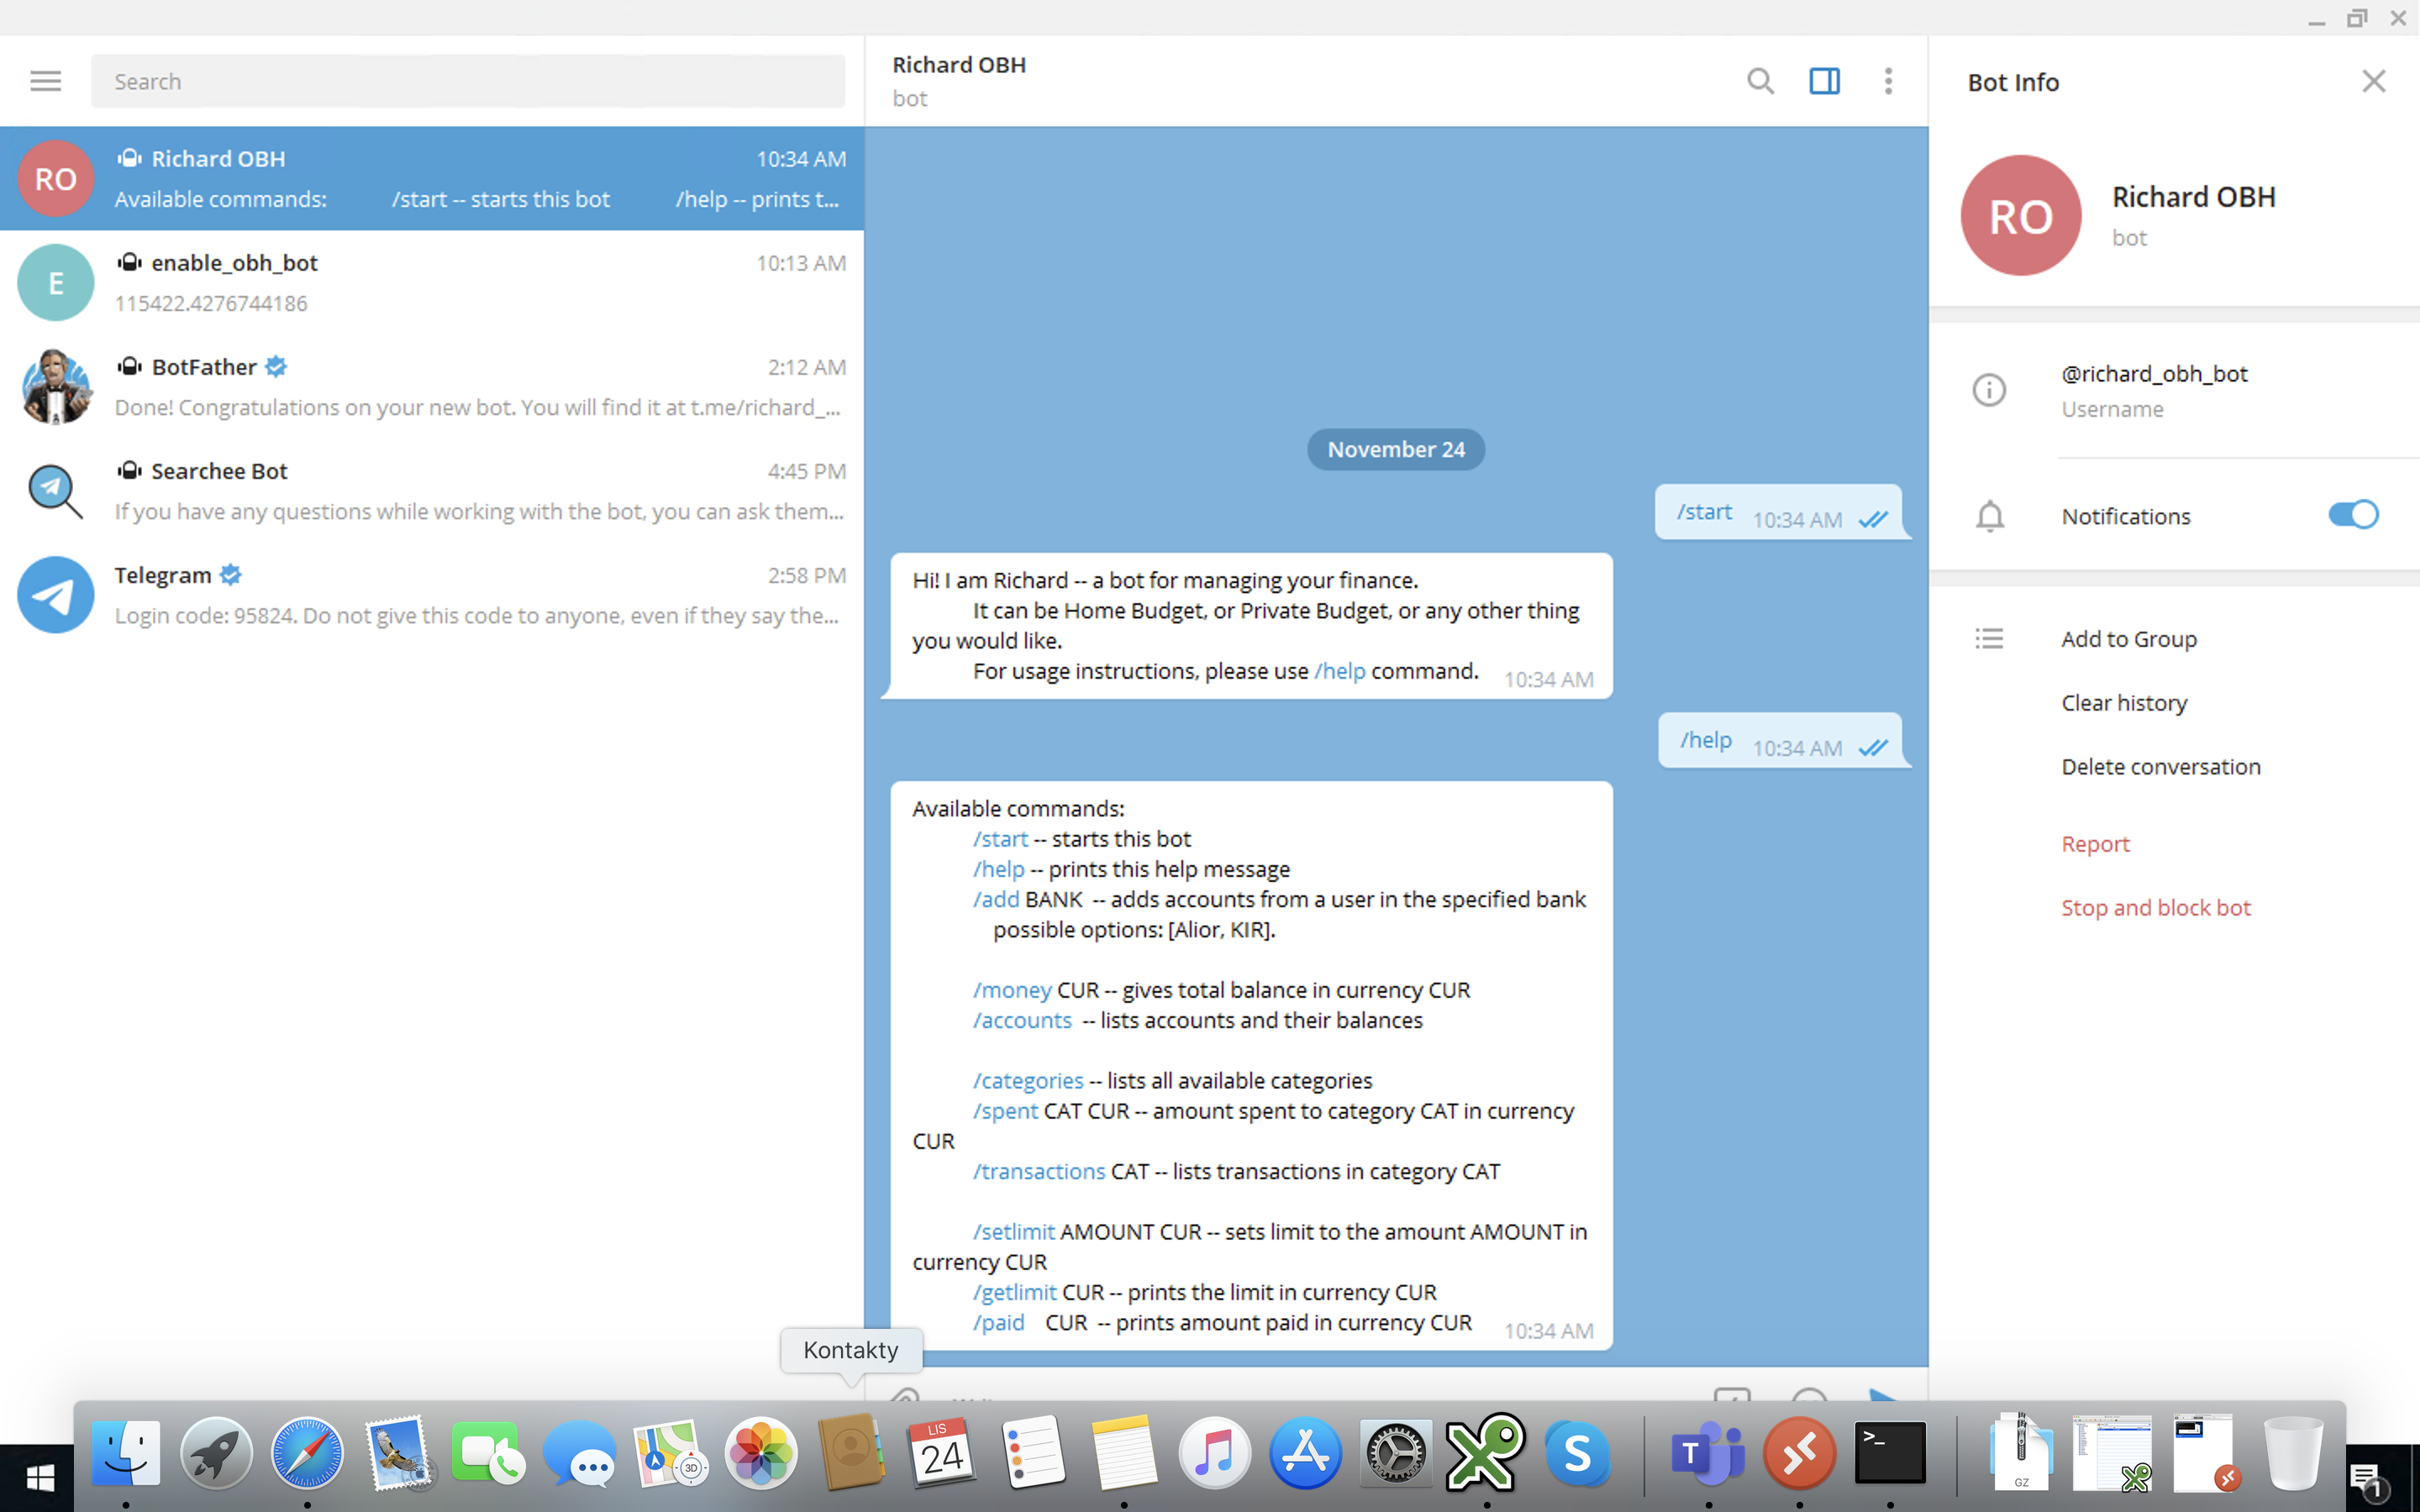 Search
RO
Richard OBH
10:34 AM
Available commands: /start -- starts this bot /help -- prints t...
E
enable_obh_bot
10:13 AM
115422.4276744186
BotFather
2:12 AM
Done! Congratulations on your new bot. You will find it at t.me/richard_...
Searchee Bot
4:45 PM
If you have any questions while working with the bot, you can ask them...
Telegram
2:58 PM
Login code: 95824. Do not give this code to anyone, even if they say the...
Richard OBH
bot
November 24
/start 10:34 AM
Hi! I am Richard -- a bot for managing your finance.
It can be Home Budget, or Private Budget, or any other thing
you would like.
For usage instructions, please use /help command. 10:34 AM
/help 10:34 AM
Available commands:
/start -- starts this bot
/help -- prints this help message
/add BANK -- adds accounts from a user in the specified bank
possible options: [Alior, KIR].
/money CUR -- gives total balance in currency CUR
/accounts -- lists accounts and their balances
/categories -- lists all available categories
/spent CAT CUR -- amount spent to category CAT in currency
CUR
/transactions CAT -- lists transactions in category CAT
/setlimit AMOUNT CUR -- sets limit to the amount AMOUNT in
currency CUR
/getlimit CUR -- prints the limit in currency CUR
/paid CUR -- prints amount paid in currency CUR 10:34 AM
Bot Info
RO
Richard OBH
bot
@richard_obh_bot
Username
Notifications
Add to Group
Clear history
Delete conversation
Report
Stop and block bot
Kontakty
3D
LIS
24
S
T
>_
GZ
1